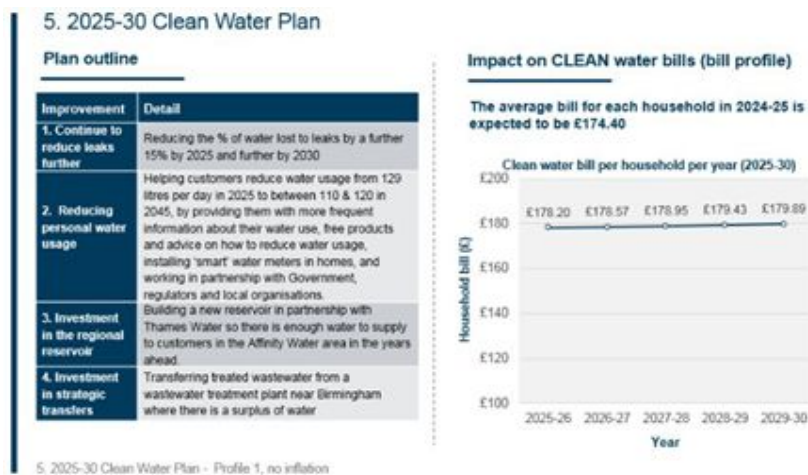 5. 2025-30 Clean Water Plan
Plan outline
Improvement Detail
1. Continue to
reduce leaks
further
Reducing the % of water lost to leaks by a further
15% by 2025 and further by 2030
2. Reducing
personal water
usage
Helping customers reduce water usage from 129
litres per day in 2025 to between 110 & 120 in
2045, by providing them with more frequent
information about their water use, free products
and advice on how to reduce water usage,
installing 'smart' water meters in homes, and
working in partnership with Government,
regulators and local organisations.
3. Investment
in the regional
reservoir
Building a new reservoir in partnership with
Thames Water so there is enough water to supply
to customers in the Affinity Water area in the years
ahead.
4. Investment
in strategic
transfers
Transferring treated wastewater from a
wastewater treatment plant near Birmingham
where there is a surplus of water
Impact on CLEAN water bills (bill profile)
The average bill for each household in 2024-25 is
expected to be £174.40
Clean water bill per household per year (2025-30)
Household bill (£)
£200
£180
£160
£140
£120
£100
£178.20 £178.57 £178.95 £179.43 £179.89
2025-26 2026-27 2027-28 2028-29 2029-30
Year
5. 2025-30 Clean Water Plan - Profile 1, no inflation